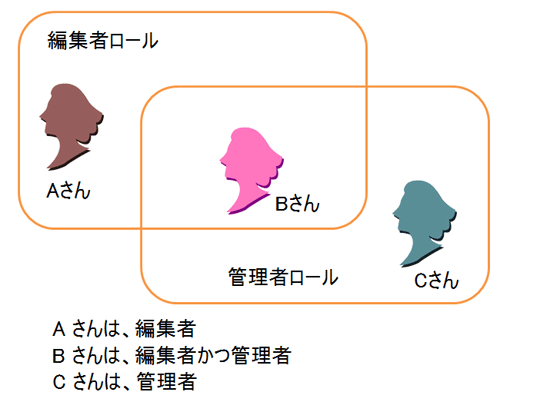 編集者ロール
Aさん
Bさん
管理者ロール
Cさん
A さんは、編集者
B さんは、編集者かつ管理者
C さんは、管理者